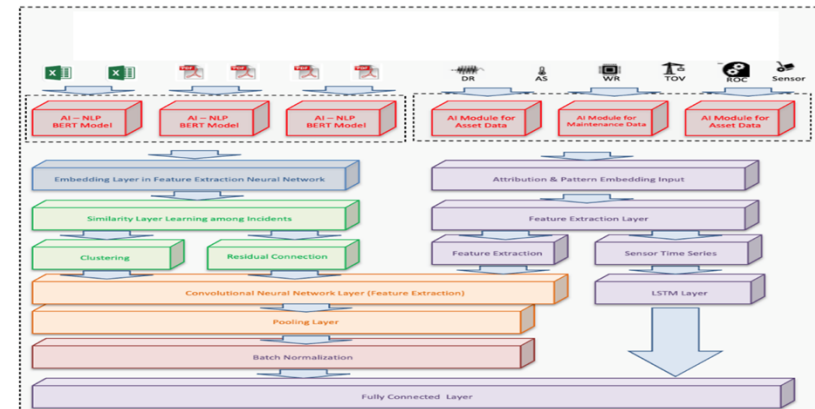 DR
AS
WR
TOV
ROC
Sensor
AI – NLP
BERT Model
AI – NLP
BERT Model
AI – NLP
BERT Model
AI Module for
Asset Data
AI Module for
Maintenance Data
AI Module for
Asset Data
Embedding Layer in Feature Extraction Neural Network
Attribution & Pattern Embedding Input
Similarity Layer Learning among Incidents
Feature Extraction Layer
Clustering
Residual Connection
Feature Extraction
Sensor Time Series
Convolutional Neural Network Layer (Feature Extraction)
LSTM Layer
Pooling Layer
Batch Normalization
Fully Connected Layer